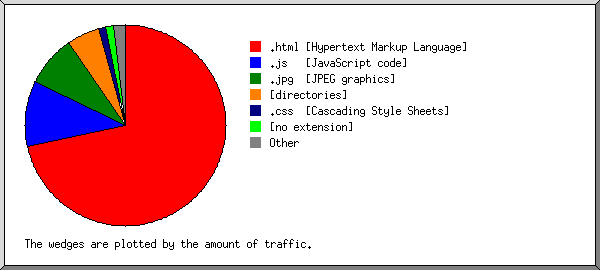 .html [Hypertext Markup Language]
.js [JavaScript code]
.jpg [JPEG graphics]
[directories]
.css [Cascading Style Sheets]
[no extension]
Other
The wedges are plotted by the amount of traffic.